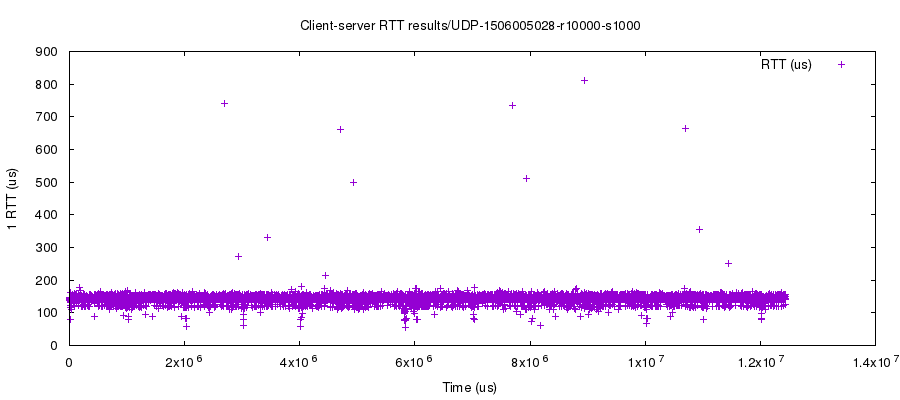 Client-server RTT results/UDP-1506005028-r10000-s1000
RTT (us)
1 RTT (us)
900
800
700
600
500
400
300
200
100
0
0
2x10^6
4x10^6
6x10^6
8x10^6
1x10^7
1.2x10^7
1.4x10^7
Time (us)